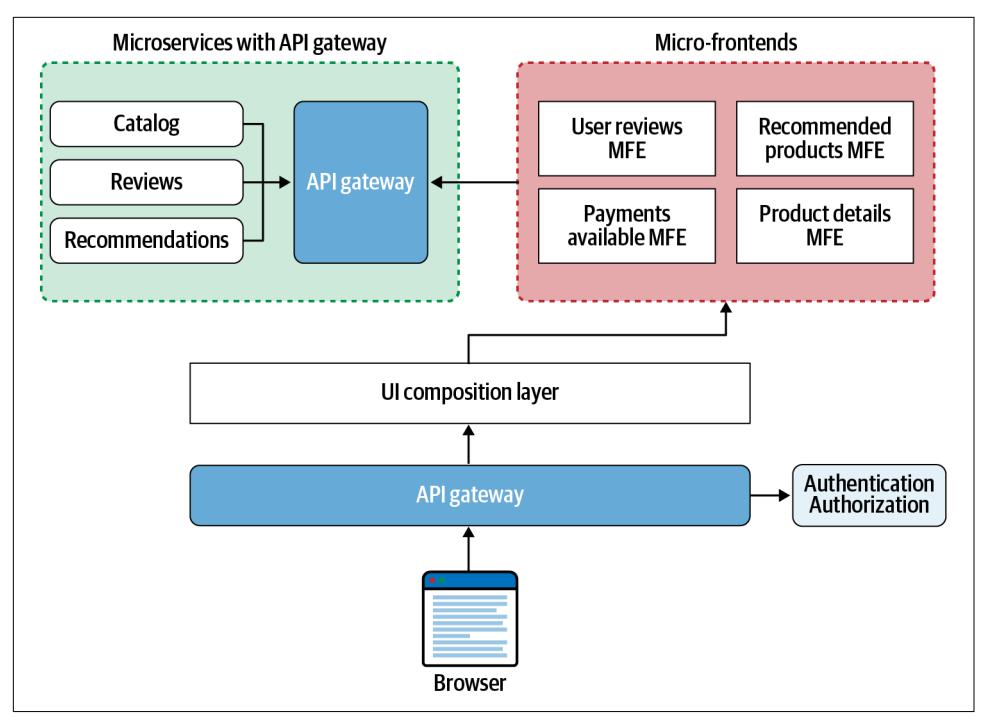 Microservices with API gateway
Micro-frontends
Catalog
Reviews
Recommendations
API gateway
User reviews
MFE
Recommended
products MFE
Payments
available MFE
Product details
MFE
UI composition layer
API gateway
Authentication
Authorization
Browser